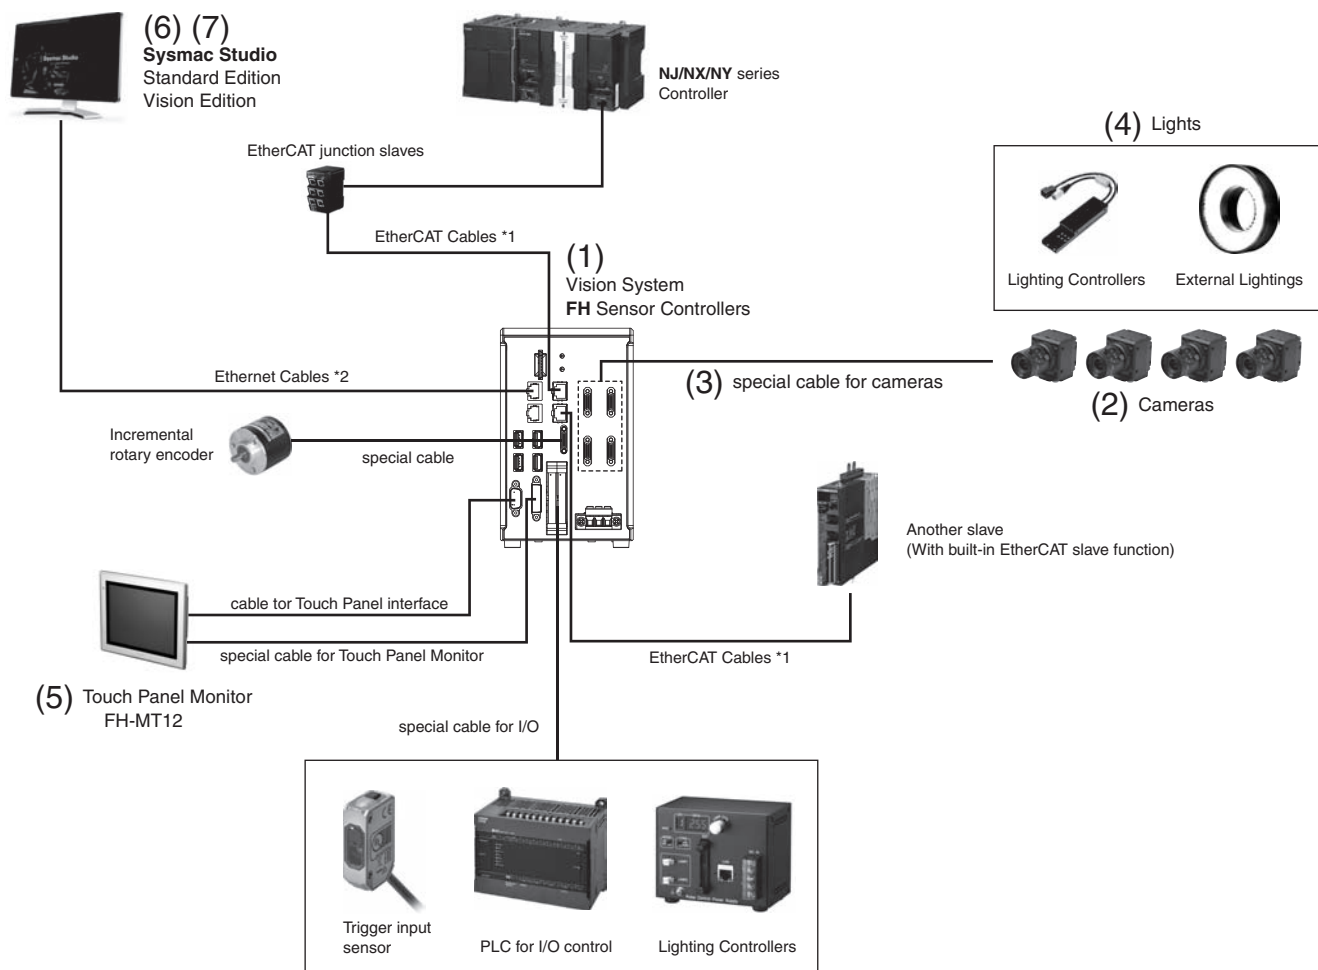 (6) (7)
Sysmac Studio
Standard Edition
Vision Edition
Sysmac Studio
NJ/NX/NY series
Controller
(4) Lights
EtherCAT junction slaves
EtherCAT Cables *1
(1)
Vision System
FH Sensor Controllers
Lighting Controllers
External Lightings
Ethernet Cables *2
(3) special cable for cameras
(2) Cameras
Incremental
rotary encoder
special cable
Another slave
(With built-in EtherCAT slave function)
cable tor Touch Panel interface
special cable for Touch Panel Monitor
EtherCAT Cables *1
(5) Touch Panel Monitor
FH-MT12
special cable for I/O
Trigger input
sensor
PLC for I/O control
Lighting Controllers